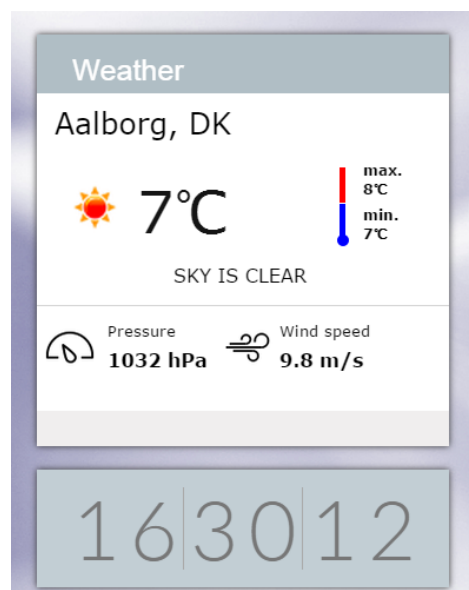 Weather
Aalborg, DK
7℃
max.
8℃
min.
7℃
SKY IS CLEAR
Pressure
1032 hPa
Wind speed
9.8 m/s
16 30 12